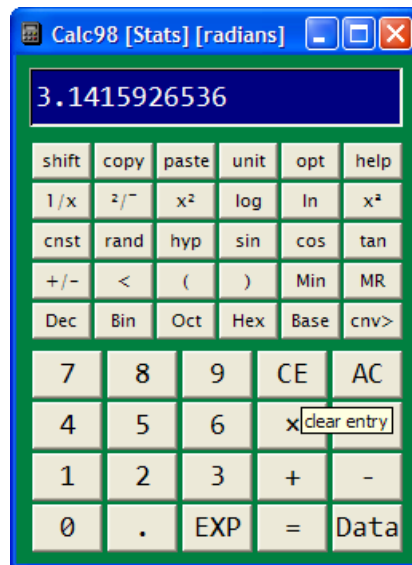 Calc98 [Stats] [radians]
3.1415926536
shift copy paste unit opt help
1/x ²/¯ x² log ln xª
cnst rand hyp sin cos tan
+/- < ( ) Min MR
Dec Bin Oct Hex Base cnv>
7 8 9 CE AC
4 5 6 × clear entry
1 2 3 + -
0 . EXP = Data